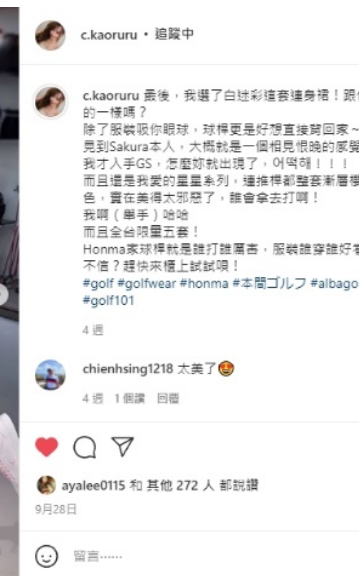 c.kaoruru • 追蹤中
c.kaoruru 最後，我選了白迷彩這套連身裙！跟你
的一樣嗎？
除了服裝吸你眼球，球桿更是好想直接背回家～
見到Sakura本人，大概就是一個相見恨晚的感覺
我才入手GS，怎麼妳就出現了，어떡해！！！
而且還是我愛的星星系列，連推桿都整套漸層櫻
色，實在美得太邪惡了，誰會拿去打啊！
我啊（單手）哈哈
而且全台限量五套！
Honma家球桿就是誰打誰厲害，服裝誰穿誰好看
不信？趕快來櫃上試試唄！
#golf #golfwear #honma #本間ゴルフ #albago
#golf101
4 週
chienhsing1218 太美了🤩
4 週 1 個讚 回覆
ayalee0115 和 其他 272 人 都說讚
9月28日
留言……